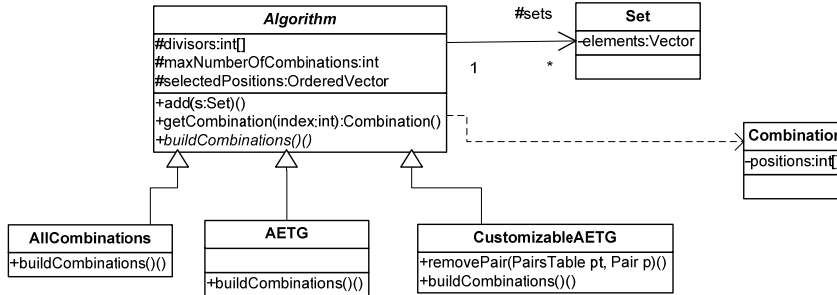 Algorithm
#divisors:int[]
#maxNumberOfCombinations:int
#selectedPositions:OrderedVector
+add(s:Set)()
+getCombination(index;int):Combination()
+buildCombinations()()
#sets
1
*
Set
-elements:Vector
Combination
-positions:int[]
AllCombinations
+buildCombinations()()
AETG
+buildCombinations()()
CustomizableAETG
+removePair(PairsTable pt, Pair p)()
+buildCombinations()()